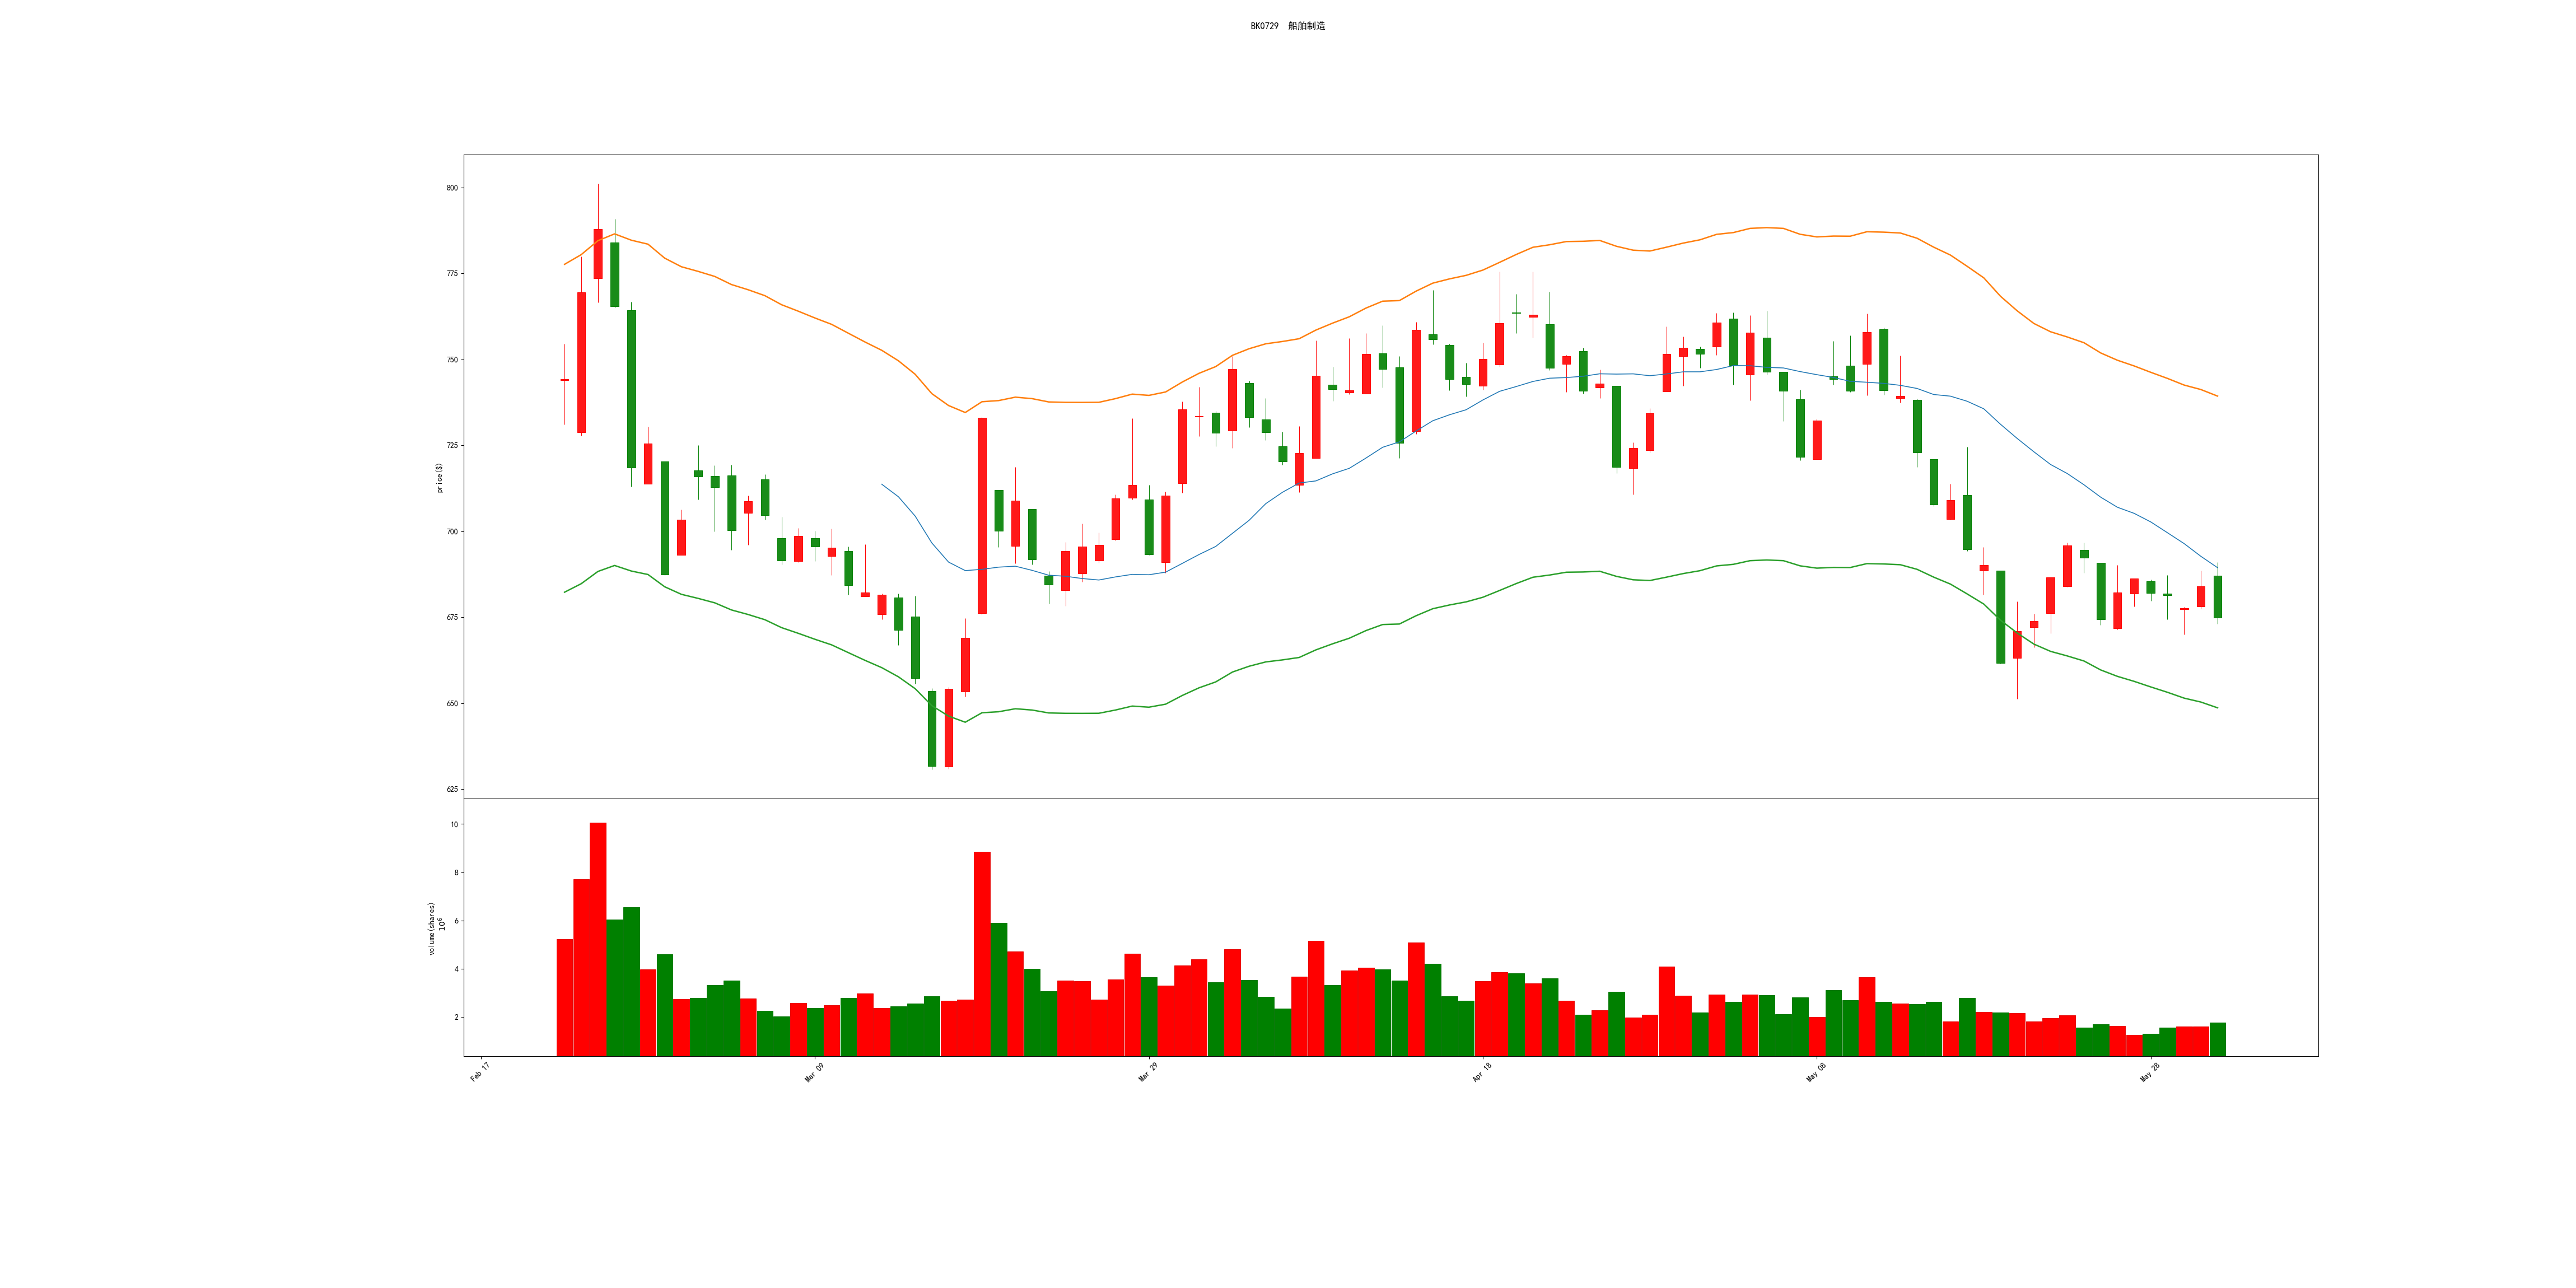 BK0729 船舶制造
800
775
750
725
700
675
650
625
price($)
10
8
6
4
2
volume(shares)
10^6
Feb 17
Mar 09
Mar 29
Apr 18
May 08
May 28